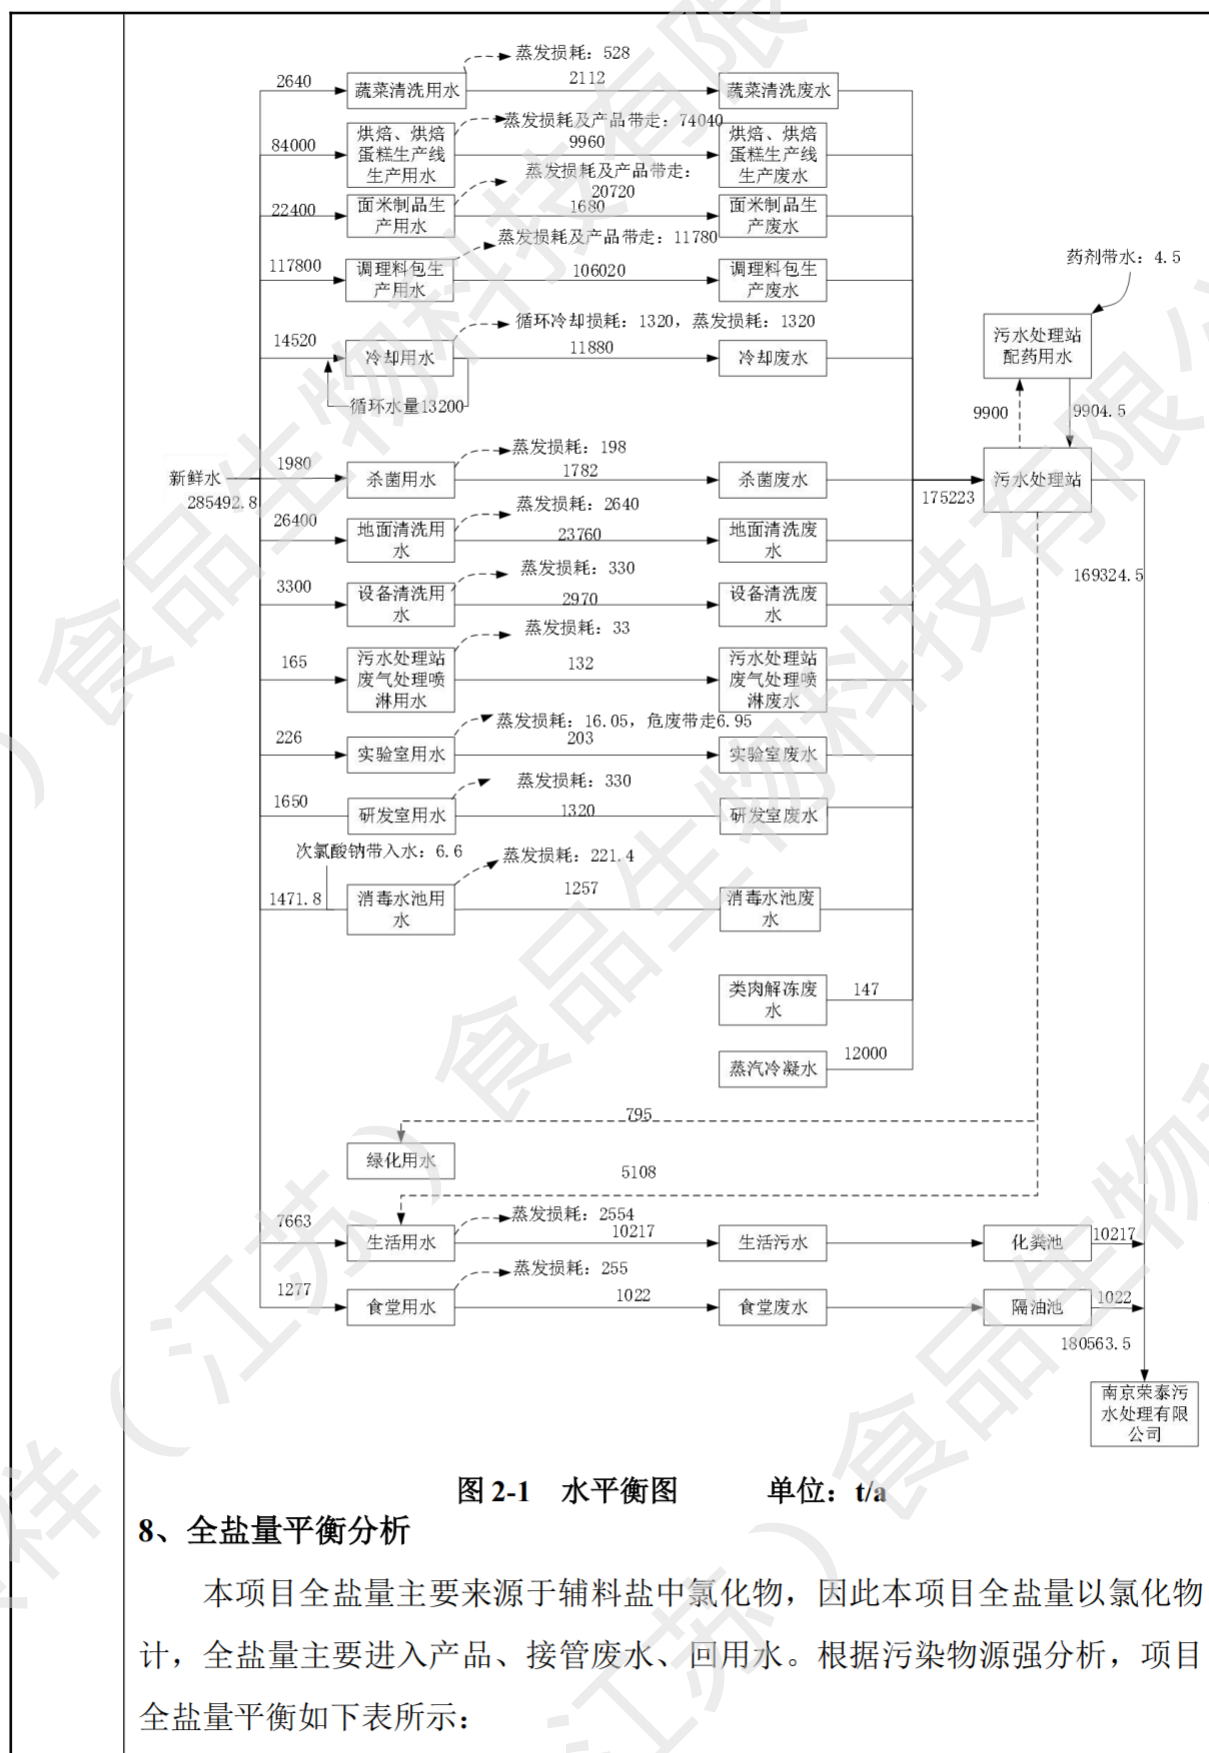 蒸发损耗：528
2640
蔬菜清洗用水
2112
蔬菜清洗废水
蒸发损耗及产品带走：74040
84000
烘焙、烘焙
蛋糕生产线
生产用水
9960
烘焙、烘焙
蛋糕生产线
生产废水
蒸发损耗及产品带走：
20720
22400
面米制品生
产用水
1680
面米制品生
产废水
蒸发损耗及产品带走：11780
117800
调理料包生
产用水
106020
调理料包生
产废水
药剂带水：4.5
循环冷却损耗：1320，蒸发损耗：1320
14520
冷却用水
11880
冷却废水
循环水量13200
污水处理站
配药用水
9900
9904.5
新鲜水
285492.8
蒸发损耗：198
1980
杀菌用水
1782
杀菌废水
175223
污水处理站
蒸发损耗：2640
26400
地面清洗用
水
23760
地面清洗废
水
169324.5
蒸发损耗：330
3300
设备清洗用
水
2970
设备清洗废
水
蒸发损耗：33
165
污水处理站
废气处理喷
淋用水
132
污水处理站
废气处理喷
淋废水
蒸发损耗：16.05，危废带走6.95
226
实验室用水
203
实验室废水
蒸发损耗：330
1650
研发室用水
1320
研发室废水
次氯酸钠带入水：6.6
蒸发损耗：221.4
1471.8
消毒水池用
水
1257
消毒水池废
水
类肉解冻废
水
147
蒸汽冷凝水
12000
795
绿化用水
5108
蒸发损耗：2554
7663
生活用水
10217
生活污水
化粪池
10217
蒸发损耗：255
1277
食堂用水
1022
食堂废水
隔油池
1022
180563.5
南京荣泰污
水处理有限
公司
图 2-1 水平衡图 单位：t/a
8、全盐量平衡分析
本项目全盐量主要来源于辅料盐中氯化物，因此本项目全盐量以氯化物
计，全盐量主要进入产品、接管废水、回用水。根据污染物源强分析，项目
全盐量平衡如下表所示：